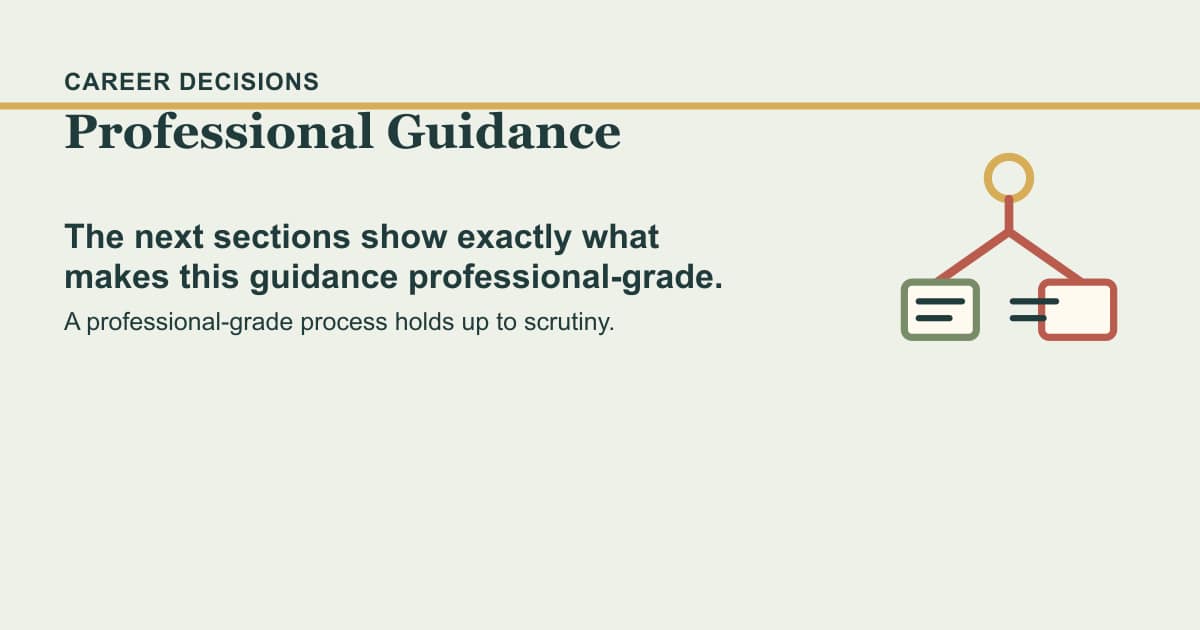 CAREER DECISIONS
Professional Guidance
The next sections show exactly what
makes this guidance professional-grade.
A professional-grade process holds up to scrutiny.